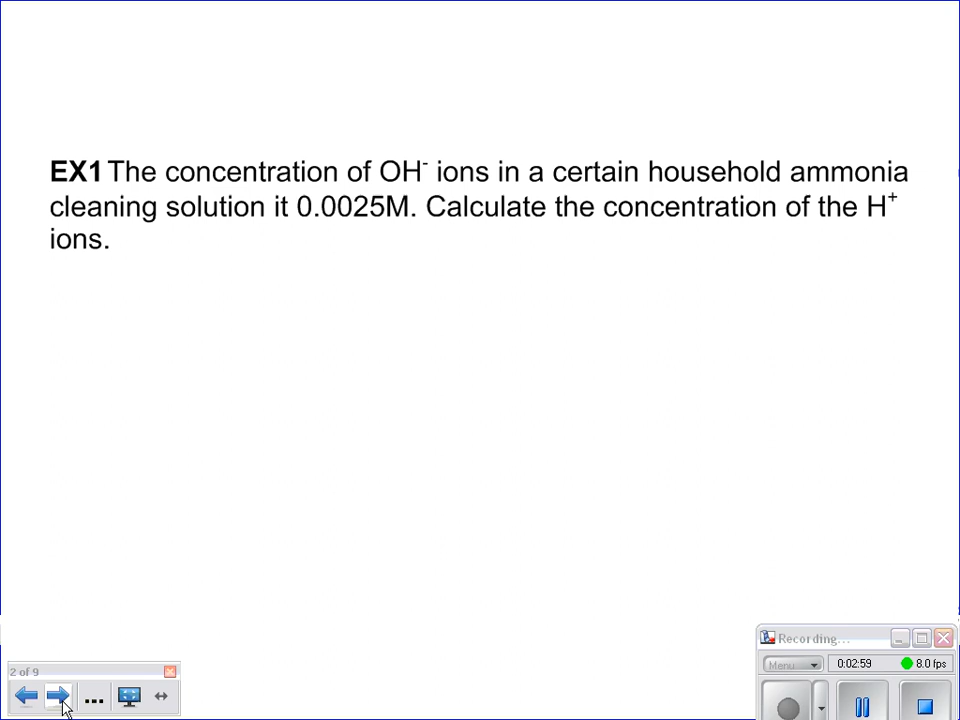 EX1 The concentration of OH⁻ ions in a certain household ammonia
cleaning solution it 0.0025M. Calculate the concentration of the H⁺
ions.
Recording...
Menu
0:02:59
8.0 fps
2 of 9
...